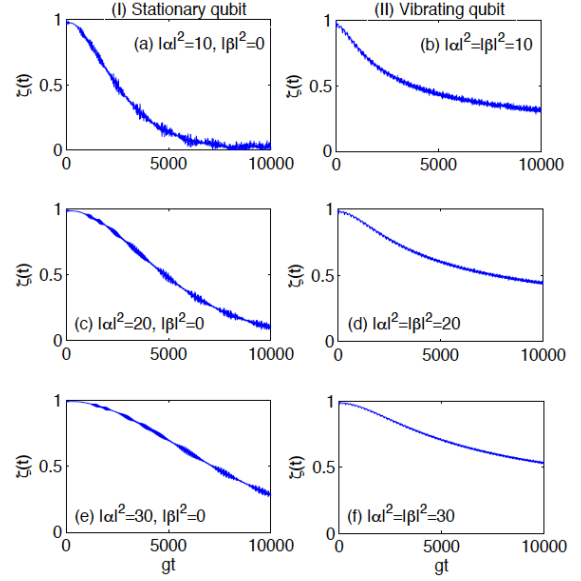 (I) Stationary qubit
(II) Vibrating qubit
1
0.5
0
ζ(t)
(a) |α|²=10, |β|²=0
0 5000 10000
1
0.5
0
ζ(t)
(b) |α|²=|β|²=10
0 5000 10000
1
0.5
0
ζ(t)
(c) |α|²=20, |β|²=0
0 5000 10000
1
0.5
0
ζ(t)
(d) |α|²=|β|²=20
0 5000 10000
1
0.5
0
ζ(t)
(e) |α|²=30, |β|²=0
0 5000 10000
gt
1
0.5
0
ζ(t)
(f) |α|²=|β|²=30
0 5000 10000
gt